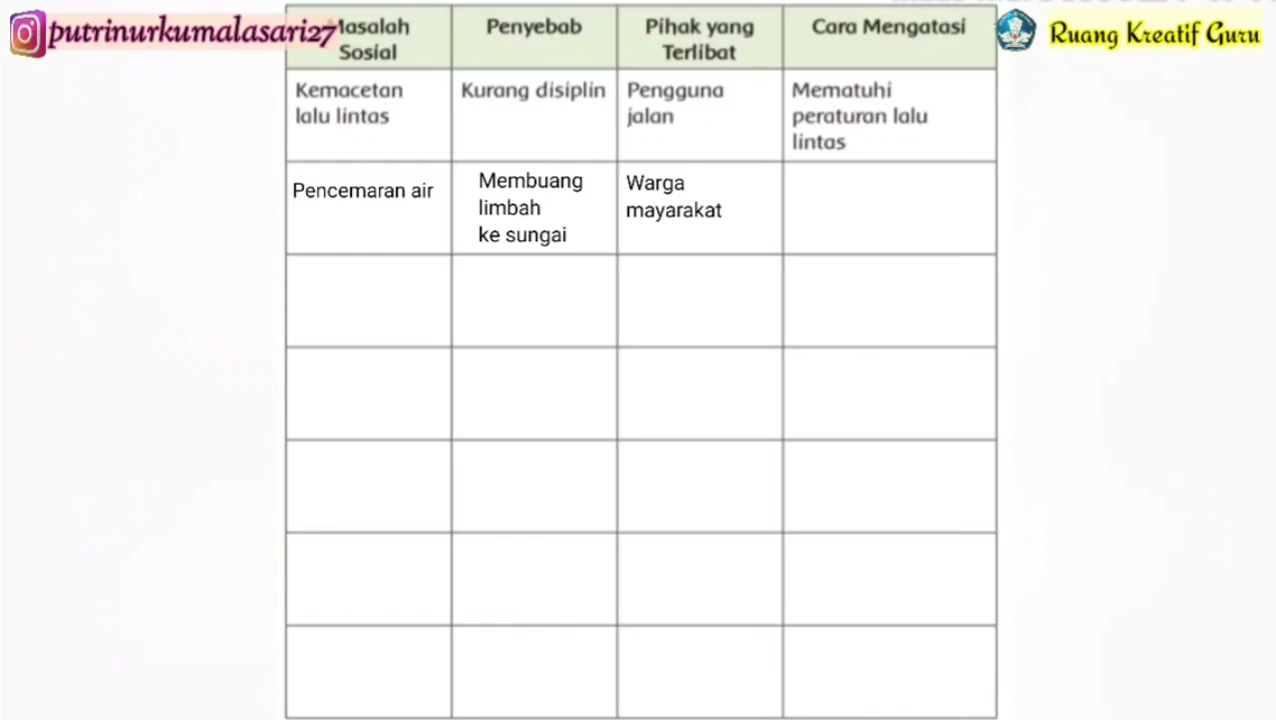 putrinurkumalasari27
Ruang Kreatif Guru
Masalah
Sosial
Penyebab
Pihak yang
Terlibat
Cara Mengatasi
Kemacetan
lalu lintas
Kurang disiplin
Pengguna
jalan
Mematuhi
peraturan lalu
lintas
Pencemaran air
Membuang
limbah
ke sungai
Warga
mayarakat